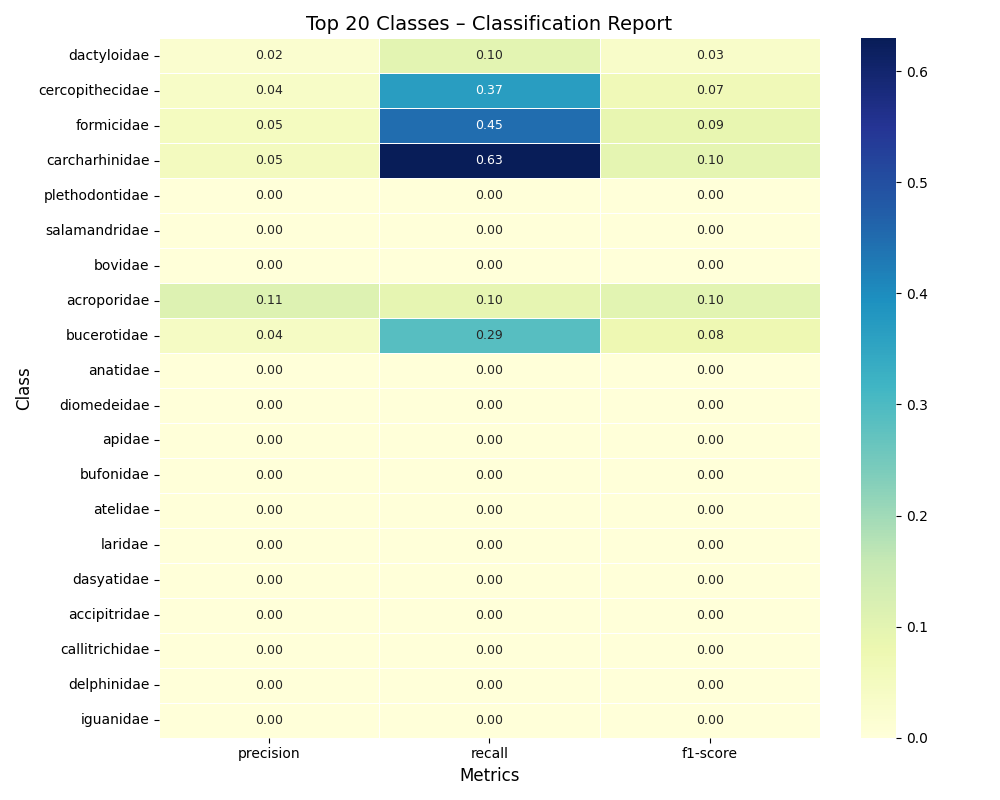 Top 20 Classes – Classification Report
Class
dactyloidae 0.02 0.10 0.03
cercopithecidae 0.04 0.37 0.07
formicidae 0.05 0.45 0.09
carcharhinidae 0.05 0.63 0.10
plethodontidae 0.00 0.00 0.00
salamandridae 0.00 0.00 0.00
bovidae 0.00 0.00 0.00
acroporidae 0.11 0.10 0.10
bucerotidae 0.04 0.29 0.08
anatidae 0.00 0.00 0.00
diomedeidae 0.00 0.00 0.00
apidae 0.00 0.00 0.00
bufonidae 0.00 0.00 0.00
atelidae 0.00 0.00 0.00
laridae 0.00 0.00 0.00
dasyatidae 0.00 0.00 0.00
accipitridae 0.00 0.00 0.00
callitrichidae 0.00 0.00 0.00
delphinidae 0.00 0.00 0.00
iguanidae 0.00 0.00 0.00
precision recall f1-score
Metrics
0.6
0.5
0.4
0.3
0.2
0.1
0.0